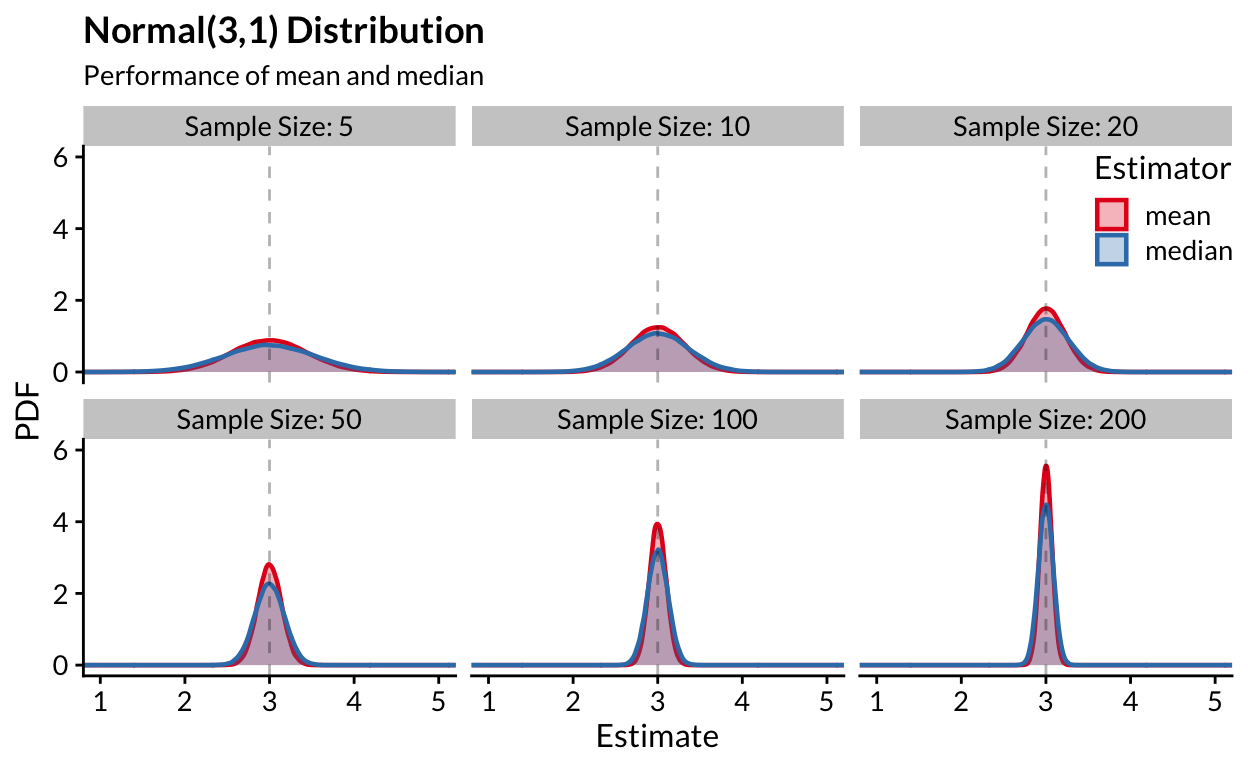 Normal(3,1) Distribution
Performance of mean and median
Sample Size: 5
Sample Size: 10
Sample Size: 20
Estimator
mean
median
6
4
2
0
PDF
Sample Size: 50
Sample Size: 100
Sample Size: 200
6
4
2
0
1 2 3 4 5
1 2 3 4 5
1 2 3 4 5
Estimate